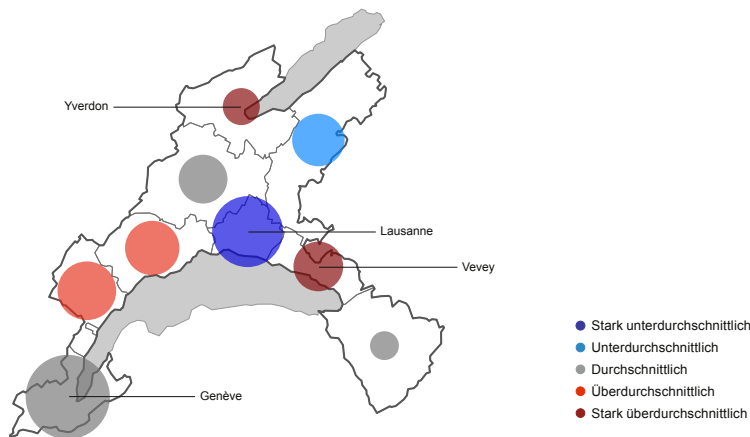 Yverdon
Lausanne
Vevey
Genève
Stark unterdurchschnittlich
Unterdurchschnittlich
Durchschnittlich
Überdurchschnittlich
Stark überdurchschnittlich